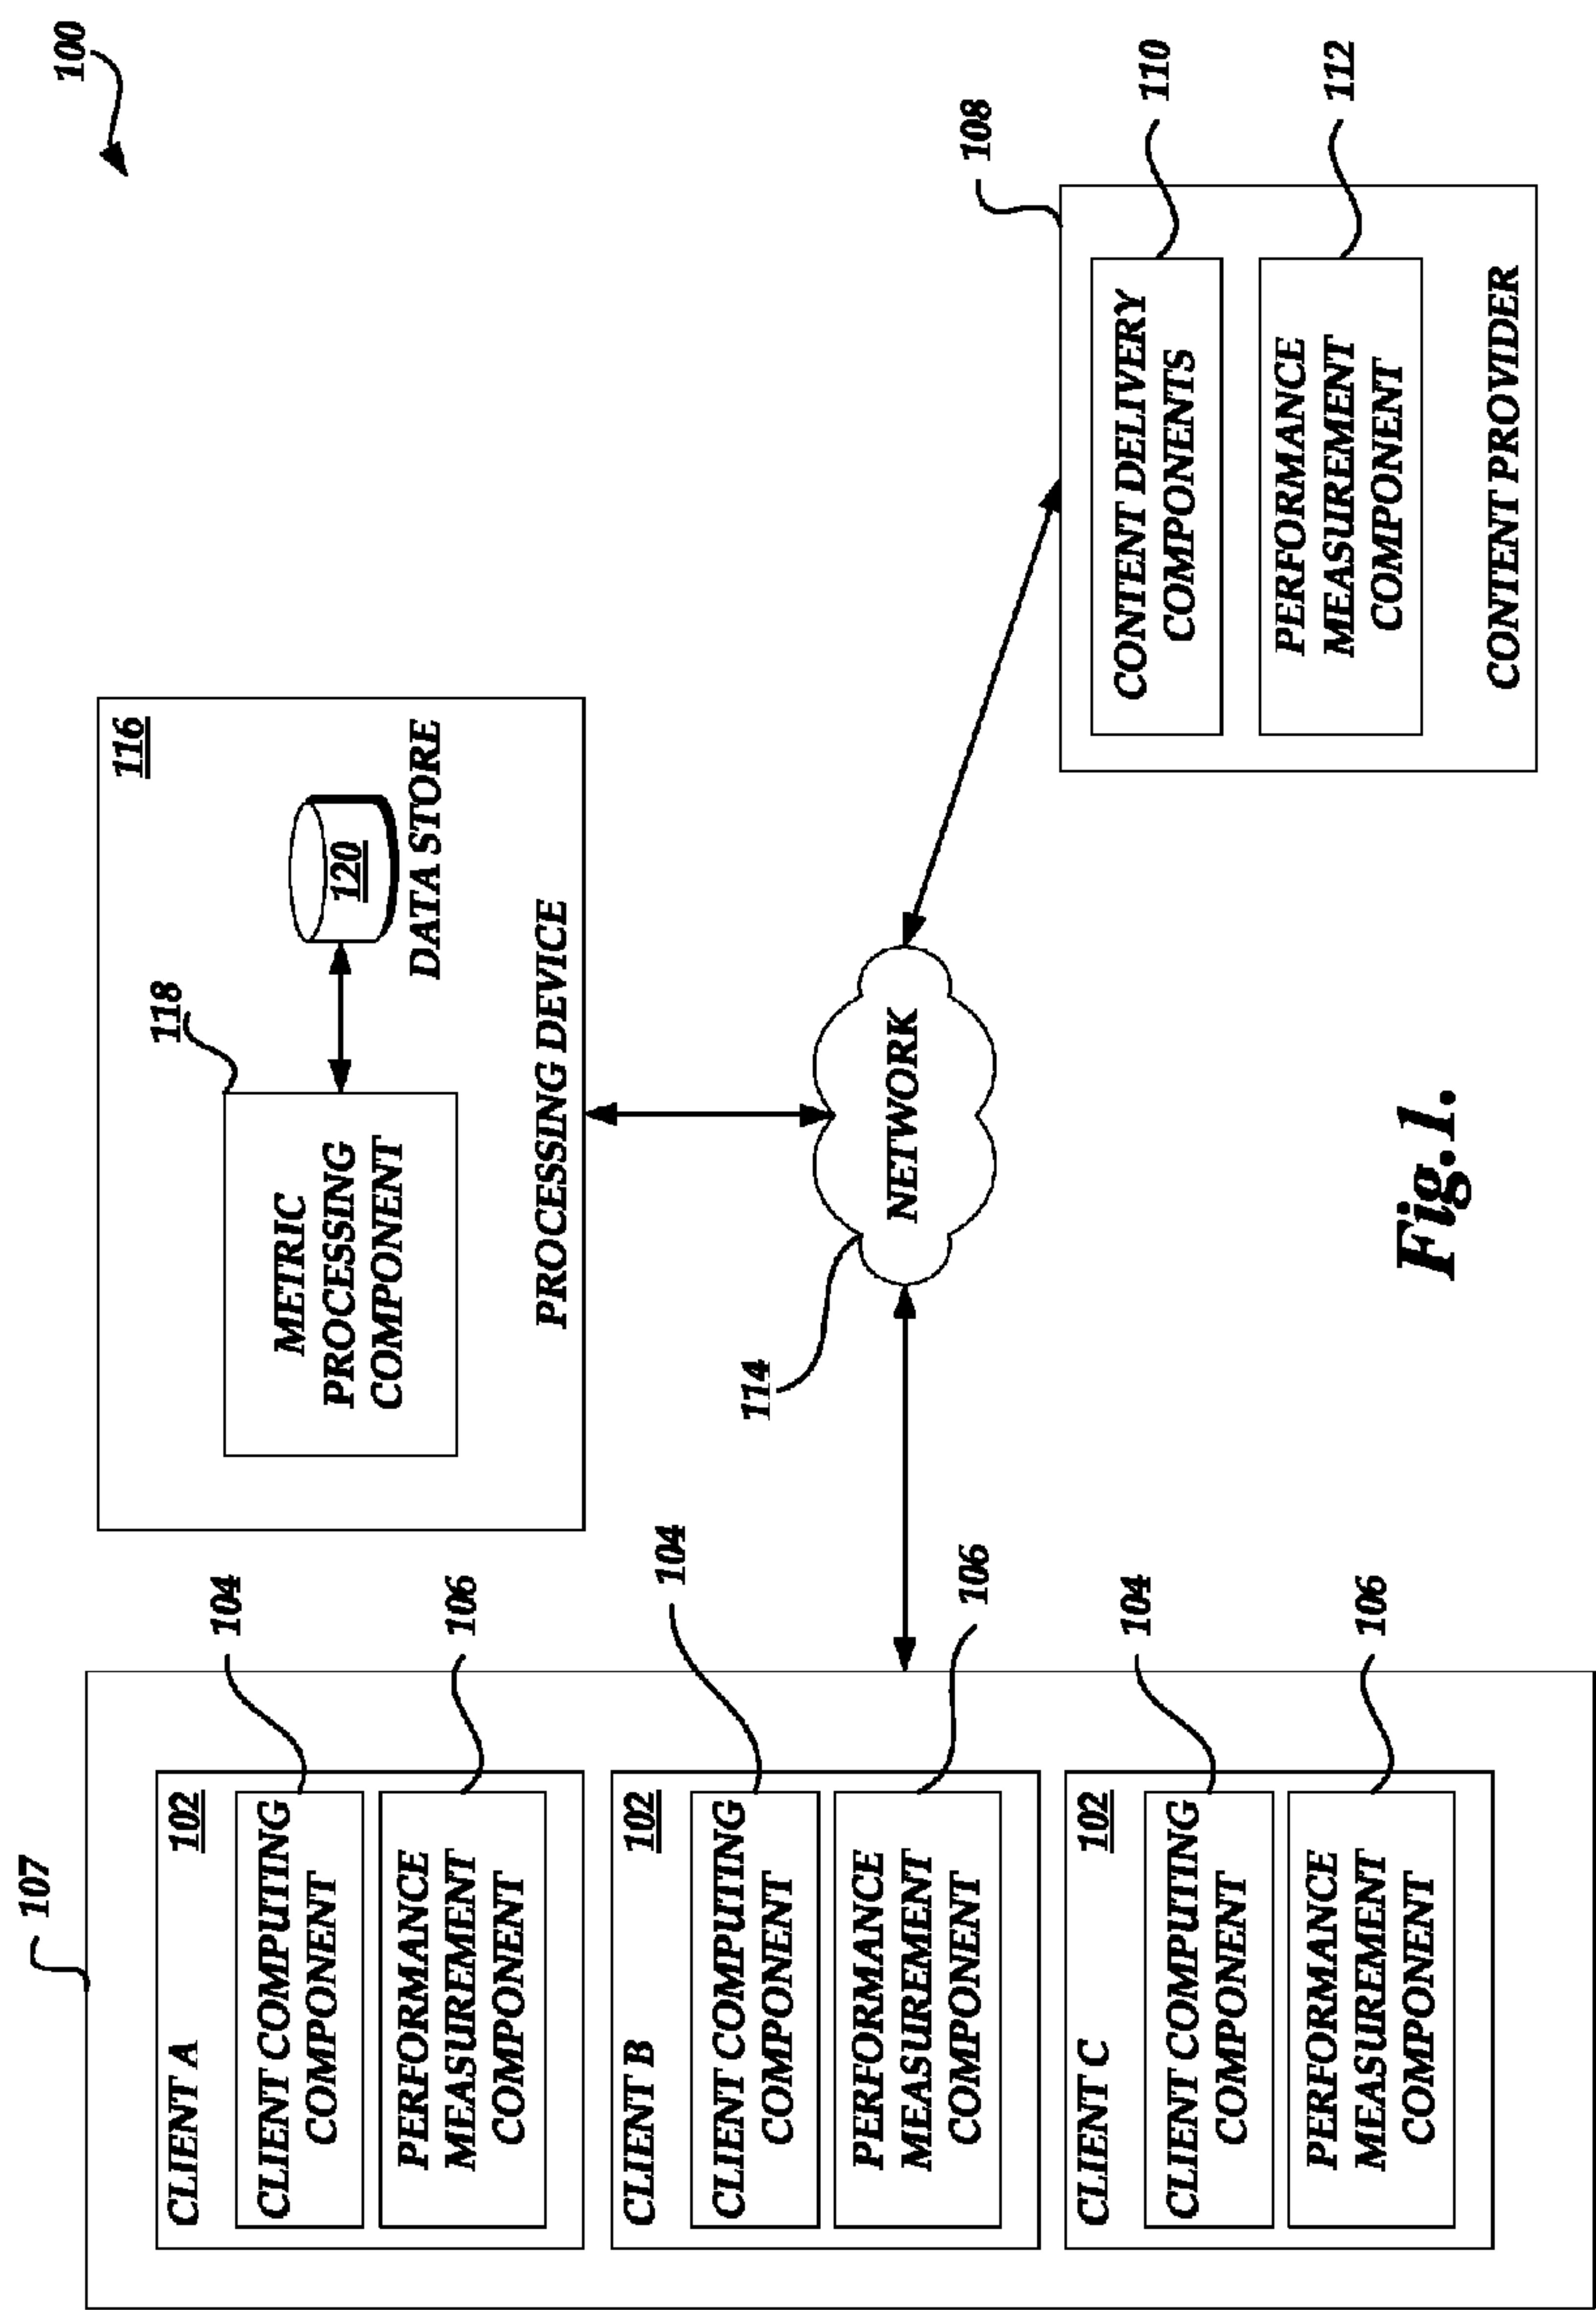 100
107
CLIENT A
102
CLIENT COMPUTING
COMPONENT
104
PERFORMANCE
MEASUREMENT
COMPONENT
106
CLIENT B
102
CLIENT COMPUTING
COMPONENT
104
PERFORMANCE
MEASUREMENT
COMPONENT
106
CLIENT C
102
CLIENT COMPUTING
COMPONENT
104
PERFORMANCE
MEASUREMENT
COMPONENT
106
116
118
METRIC
PROCESSING
COMPONENT
120
DATA STORE
PROCESSING DEVICE
114
NETWORK
108
CONTENT DELIVERY
COMPONENTS
110
PERFORMANCE
MEASUREMENT
COMPONENT
112
CONTENT PROVIDER
Fig.1.